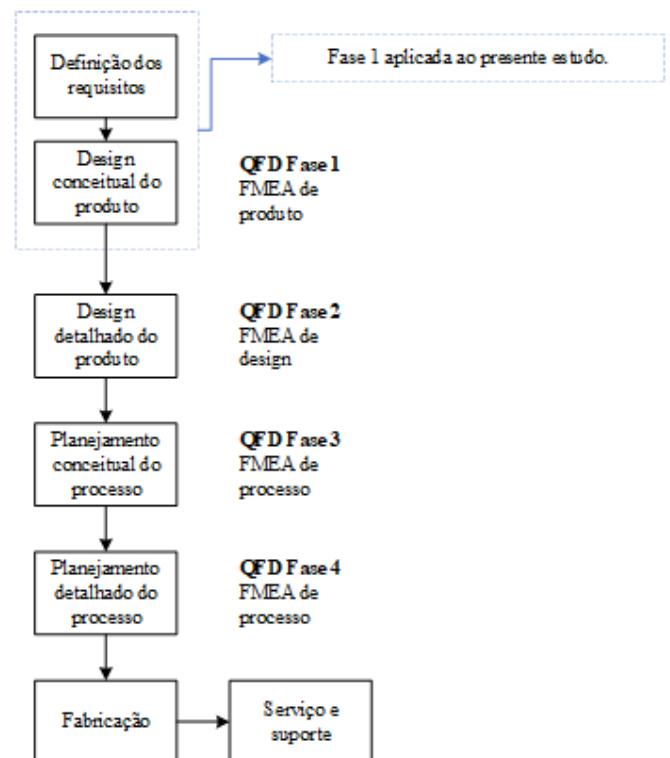 Definição dos
requisitos
Fase 1 aplicada ao presente estudo.
Design
conceitual do
produto
QFD Fase 1
FMEA de
produto
Design
detalhado do
produto
QFD Fase 2
FMEA de
design
Planejamento
conceitual do
processo
QFD Fase 3
FMEA de
processo
Planejamento
detalhado do
processo
QFD Fase 4
FMEA de
processo
Fabricação
Serviço e
suporte